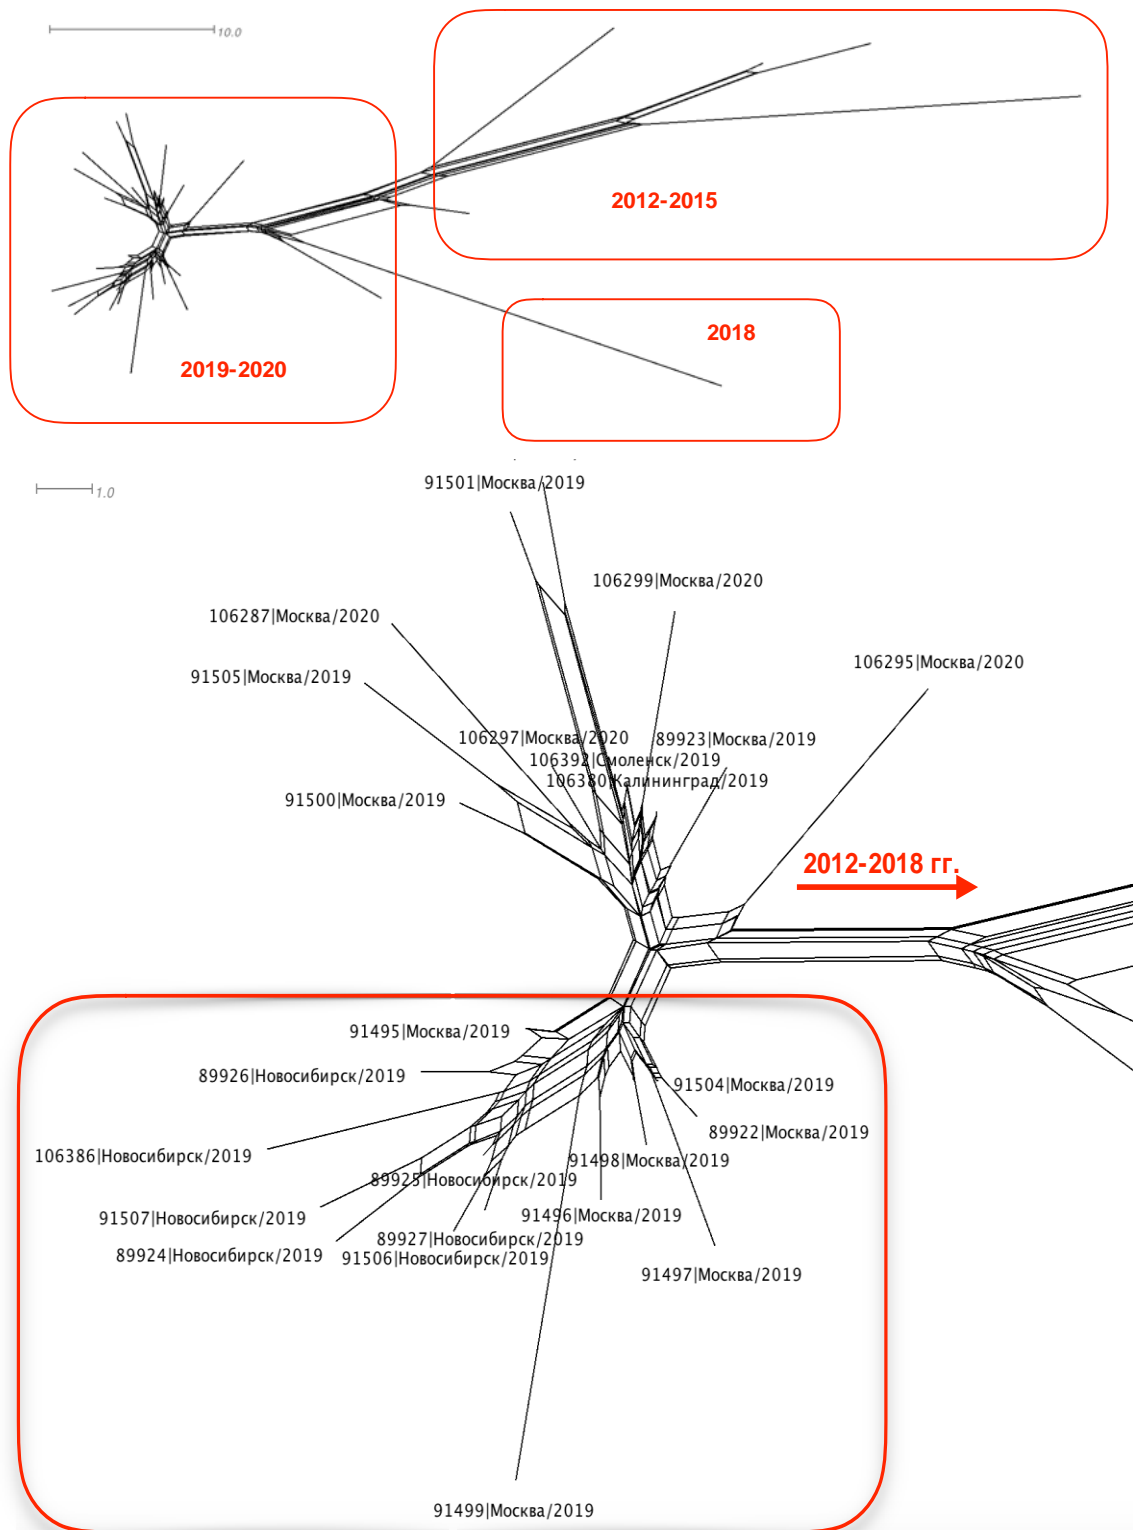 10.0
2012-2015
2018
2019-2020
1.0
91501|Москва/2019
106299|Москва/2020
106287|Москва/2020
106295|Москва/2020
91505|Москва/2019
106297|Москва/2020
89923|Москва/2019
106392|Смоленск/2019
106380|Калининград/2019
91500|Москва/2019
2012-2018 гг.
91495|Москва/2019
89926|Новосибирск/2019
91504|Москва/2019
89922|Москва/2019
106386|Новосибирск/2019
91498|Москва/2019
89925|Новосибирск/2019
91507|Новосибирск/2019
91496|Москва/2019
89927|Новосибирск/2019
89924|Новосибирск/2019
91506|Новосибирск/2019
91497|Москва/2019
91499|Москва/2019